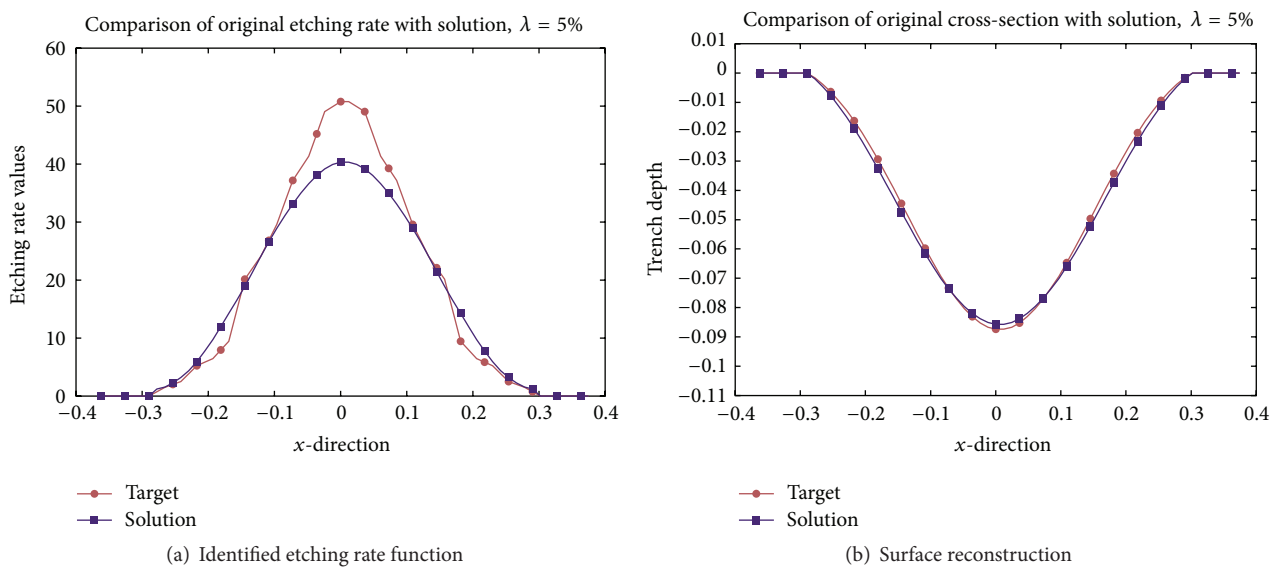 Comparison of original etching rate with solution, λ = 5%
60
50
40
30
20
10
0
Etching rate values
−0.4 −0.3 −0.2 −0.1 0 0.1 0.2 0.3 0.4
x-direction
Target
Solution
(a) Identified etching rate function
Comparison of original cross-section with solution, λ = 5%
0.01
0
−0.01
−0.02
−0.03
−0.04
−0.05
−0.06
−0.07
−0.08
−0.09
−0.1
−0.11
Trench depth
−0.4 −0.3 −0.2 −0.1 0 0.1 0.2 0.3 0.4
x-direction
Target
Solution
(b) Surface reconstruction